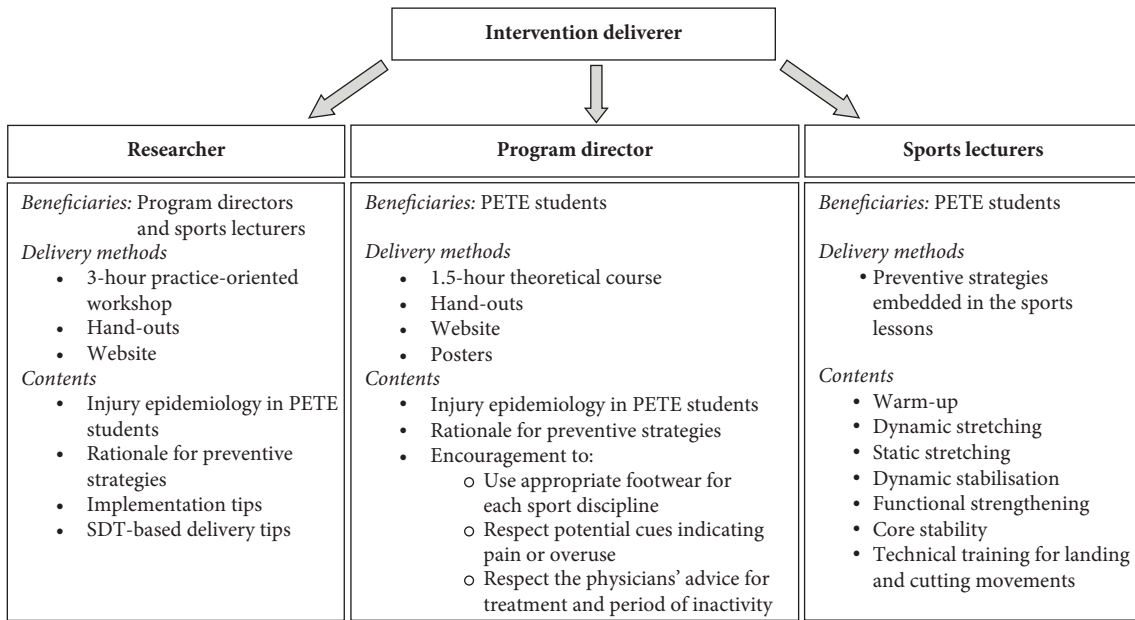 Intervention deliverer
Researcher
Beneficiaries: Program directors
and sports lecturers
Delivery methods
• 3-hour practice-oriented
workshop
• Hand-outs
• Website
Contents
• Injury epidemiology in PETE
students
• Rationale for preventive
strategies
• Implementation tips
• SDT-based delivery tips
Program director
Beneficiaries: PETE students
Delivery methods
• 1.5-hour theoretical course
• Hand-outs
• Website
• Posters
Contents
• Injury epidemiology in PETE students
• Rationale for preventive strategies
• Encouragement to:
○ Use appropriate footwear for
each sport discipline
○ Respect potential cues indicating
pain or overuse
○ Respect the physicians’ advice for
treatment and period of inactivity
Sports lecturers
Beneficiaries: PETE students
Delivery methods
• Preventive strategies
embedded in the sports
lessons
Contents
• Warm-up
• Dynamic stretching
• Static stretching
• Dynamic stabilisation
• Functional strengthening
• Core stability
• Technical training for landing
and cutting movements